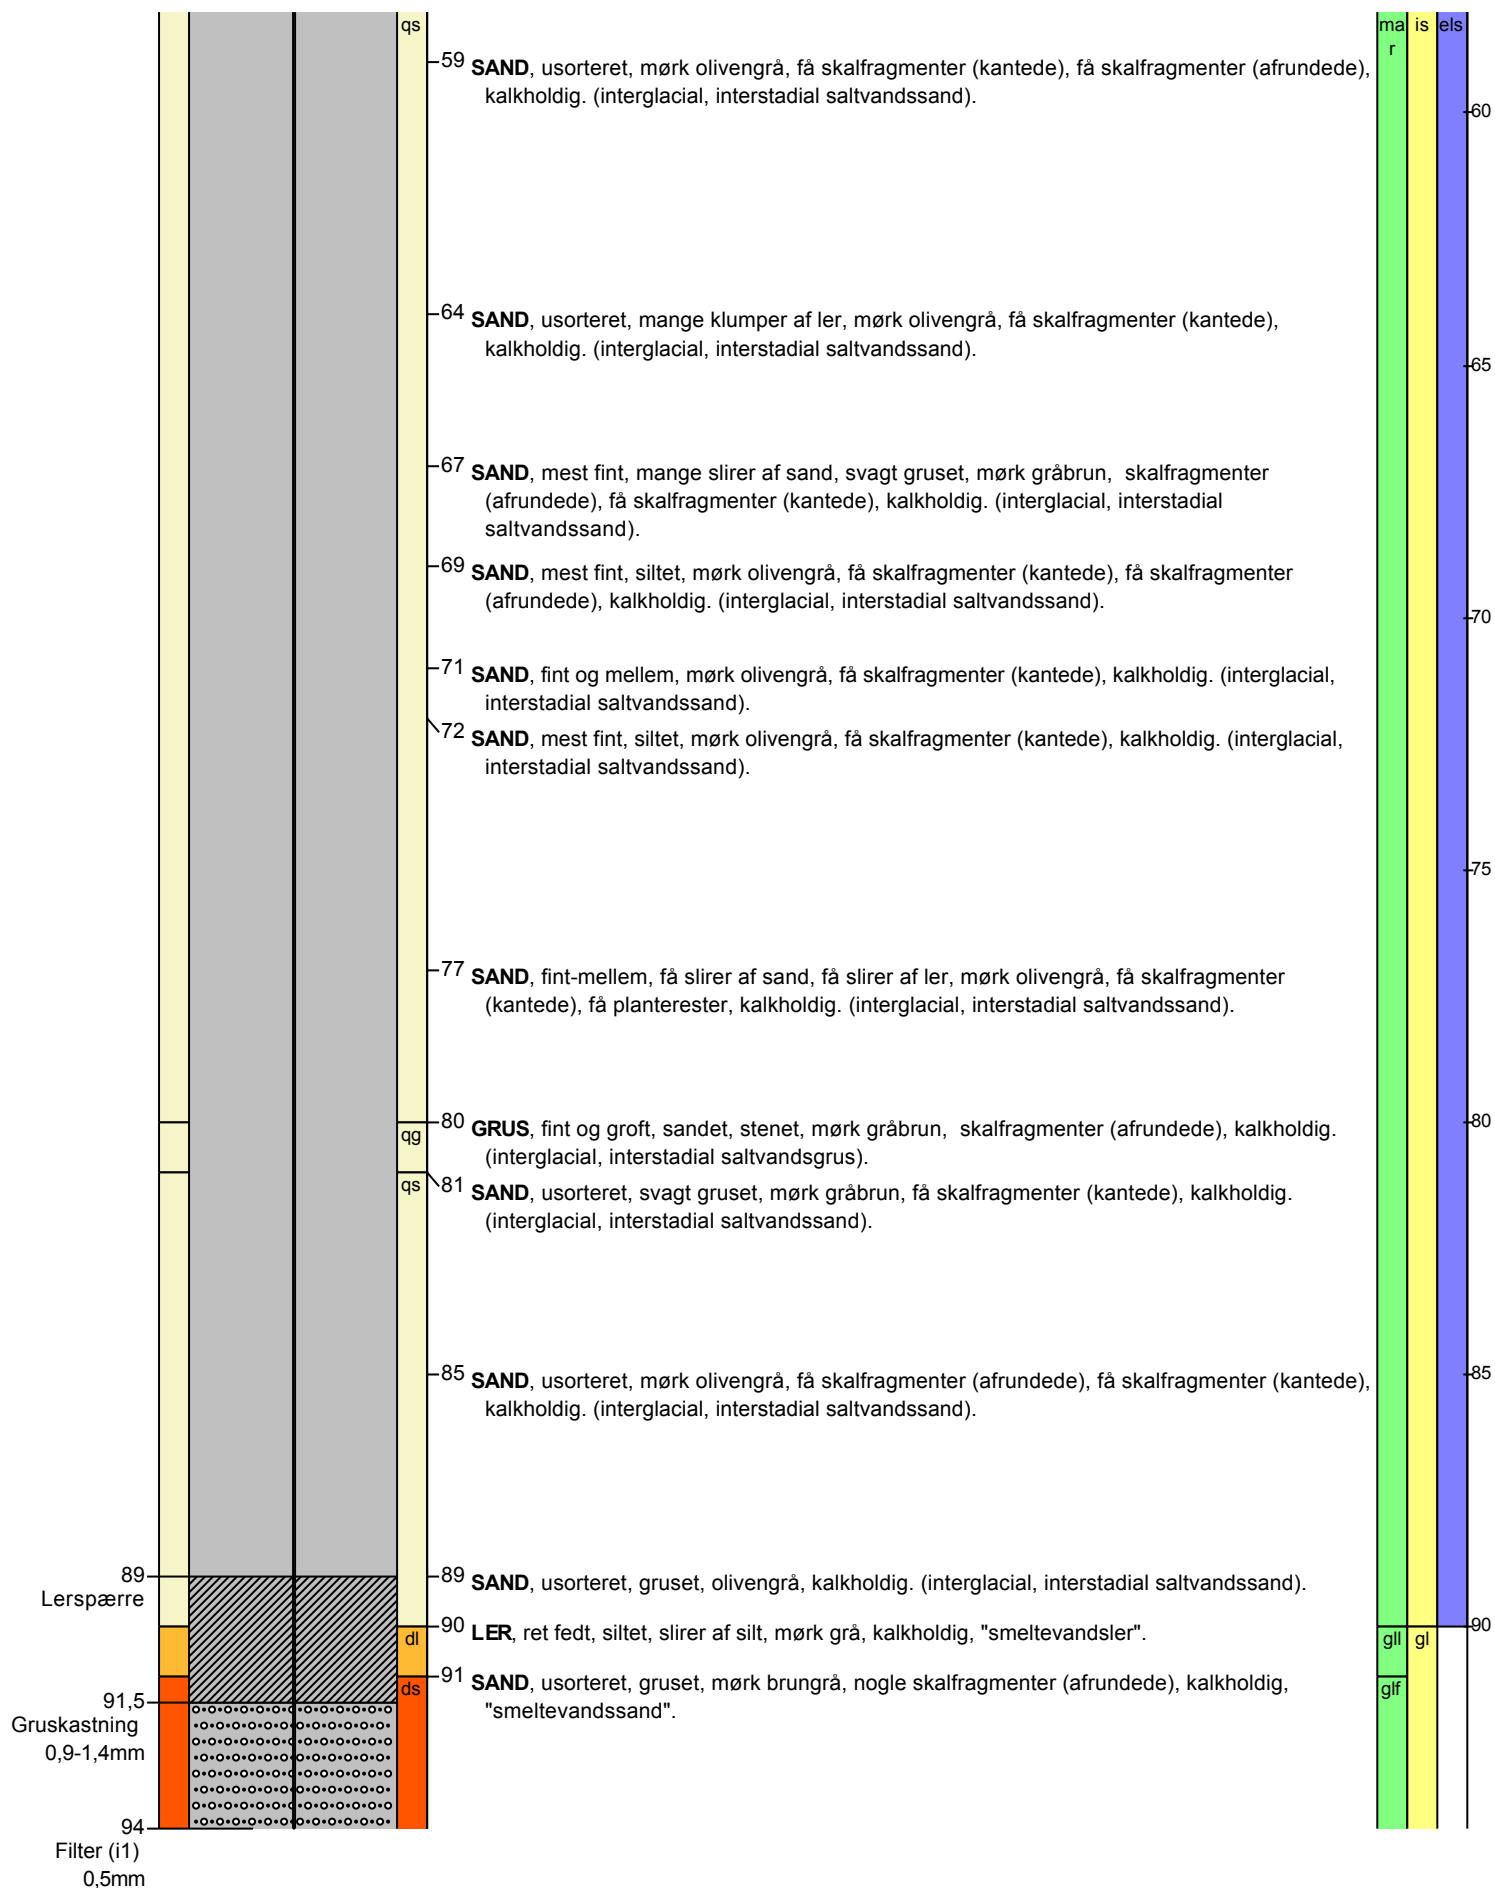 qs
ma
r
is
els
59
SAND, usorteret, mørk olivengrå, få skalfragmenter (kantede), få skalfragmenter (afrundede),
kalkholdig. (interglacial, interstadial saltvandssand).
60
64
SAND, usorteret, mange klumper af ler, mørk olivengrå, få skalfragmenter (kantede),
kalkholdig. (interglacial, interstadial saltvandssand).
65
67
SAND, mest fint, mange slirer af sand, svagt gruset, mørk gråbrun, skalfragmenter
(afrundede), få skalfragmenter (kantede), kalkholdig. (interglacial, interstadial
saltvandssand).
69
SAND, mest fint, siltet, mørk olivengrå, få skalfragmenter (kantede), få skalfragmenter
(afrundede), kalkholdig. (interglacial, interstadial saltvandssand).
70
71
SAND, fint og mellem, mørk olivengrå, få skalfragmenter (kantede), kalkholdig. (interglacial,
interstadial saltvandssand).
72
SAND, mest fint, siltet, mørk olivengrå, få skalfragmenter (kantede), kalkholdig. (interglacial,
interstadial saltvandssand).
75
77
SAND, fint-mellem, få slirer af sand, få slirer af ler, mørk olivengrå, få skalfragmenter
(kantede), få planterester, kalkholdig. (interglacial, interstadial saltvandssand).
80
qg
GRUS, fint og groft, sandet, stenet, mørk gråbrun, skalfragmenter (afrundede), kalkholdig.
(interglacial, interstadial saltvandsgrus).
80
qs
81
SAND, usorteret, svagt gruset, mørk gråbrun, få skalfragmenter (kantede), kalkholdig.
(interglacial, interstadial saltvandssand).
85
SAND, usorteret, mørk olivengrå, få skalfragmenter (afrundede), få skalfragmenter (kantede),
kalkholdig. (interglacial, interstadial saltvandssand).
85
89
Lerspærre
89
SAND, usorteret, gruset, olivengrå, kalkholdig. (interglacial, interstadial saltvandssand).
90
dl
LER, ret fedt, siltet, slirer af silt, mørk grå, kalkholdig, "smeltevandsler".
gll
gl
90
91
ds
SAND, usorteret, gruset, mørk brungrå, nogle skalfragmenter (afrundede), kalkholdig,
"smeltevandssand".
glf
91,5
Gruskastning
0,9-1,4mm
94
Filter (i1)
0,5mm